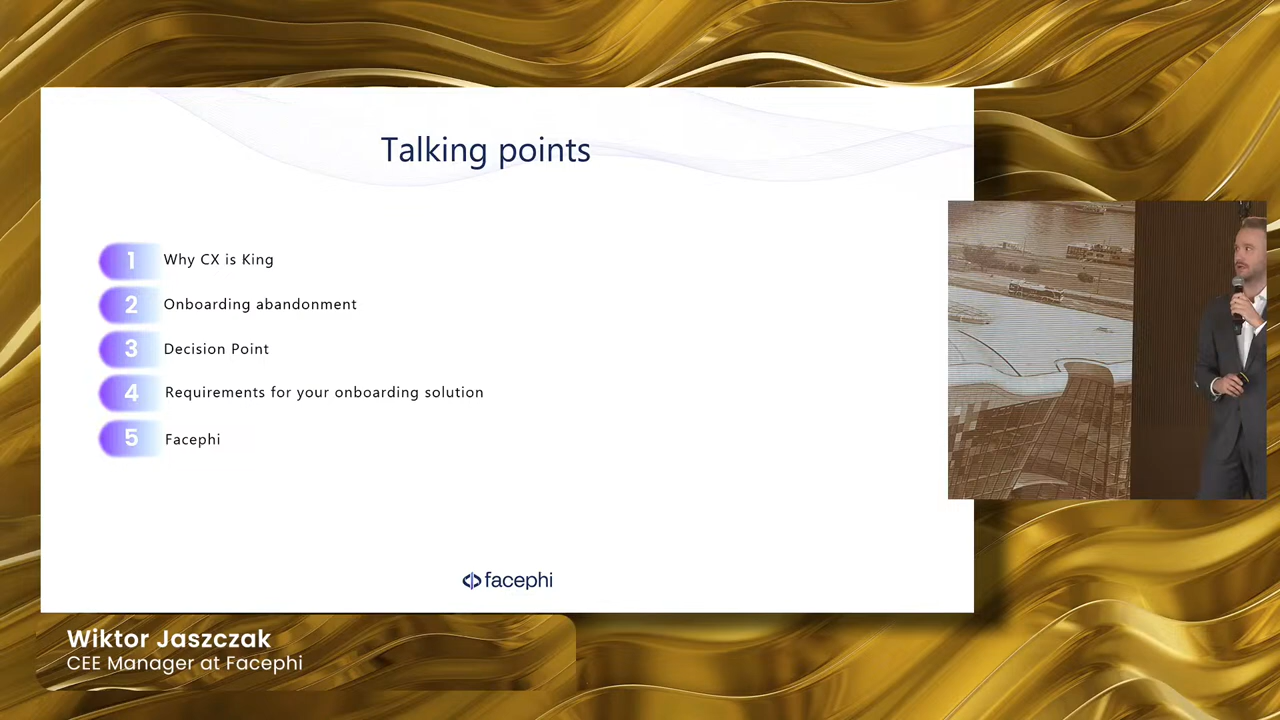 Talking points
1 Why CX is King
2 Onboarding abandonment
3 Decision Point
4 Requirements for your onboarding solution
5 Facephi
facephi
Wiktor Jaszczak
CEE Manager at Facephi